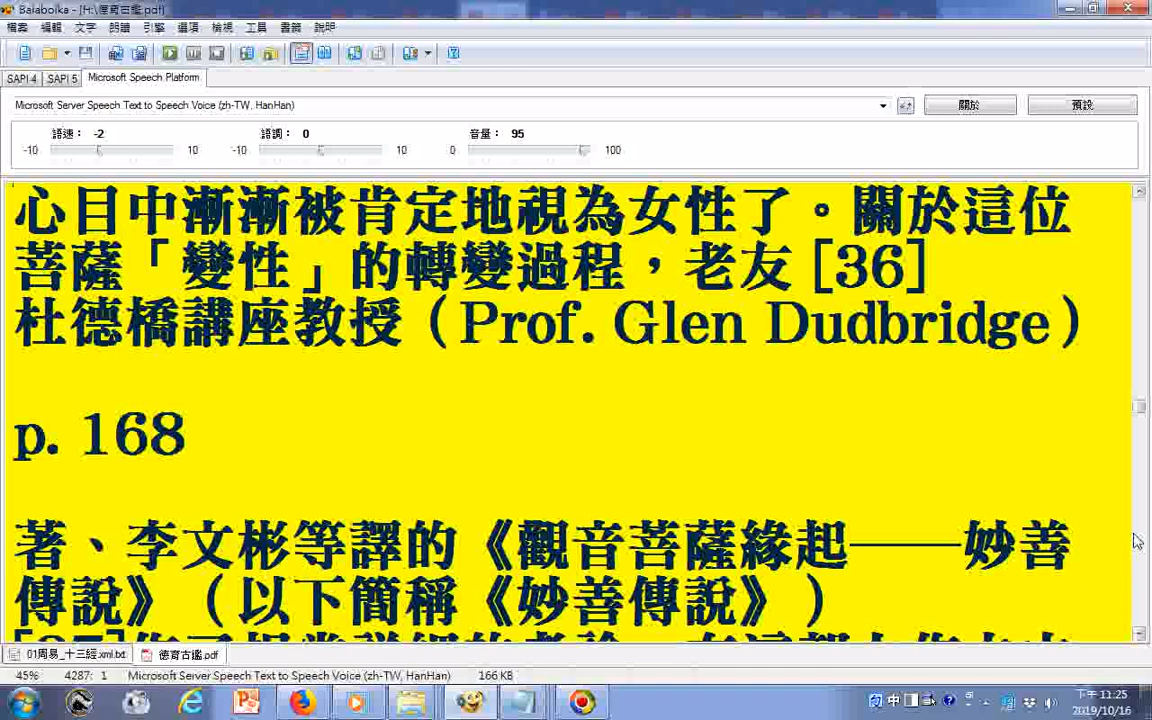 Balabolka - [H:\德育古鑑.pdf]
檔案 編輯 文字 朗讀 引擎 選項 檢視 工具 書籤 說明
SAPI 4 SAPI 5 Microsoft Speech Platform
Microsoft Server Speech Text to Speech Voice (zh-TW, HanHan) 關於 預設
語速: -2 語調: 0 音量: 95
-10 10 -10 10 0 100
心目中漸漸被肯定地視為女性了。關於這位
菩薩「變性」的轉變過程，老友 [36]
杜德橋講座教授（Prof. Glen Dudbridge）
p. 168
著、李文彬等譯的《觀音菩薩緣起——妙善
傳說》（以下簡稱《妙善傳說》）
01周易_十三經.xml.txt 德育古鑑.pdf
45% 4287: 1 Microsoft Server Speech Text to Speech Voice (zh-TW, HanHan) 166 KB
中 下午 11:25
2019/10/16